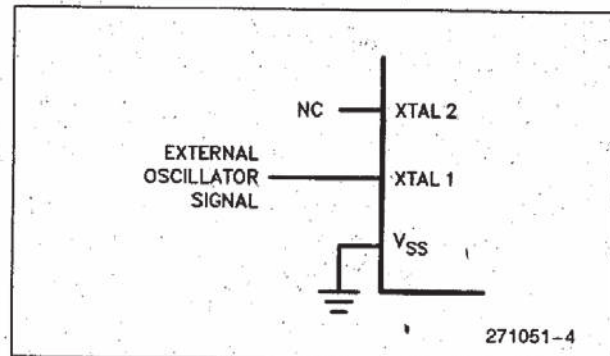 NC
XTAL 2
EXTERNAL
OSCILLATOR
SIGNAL
XTAL 1
VSS
271051-4